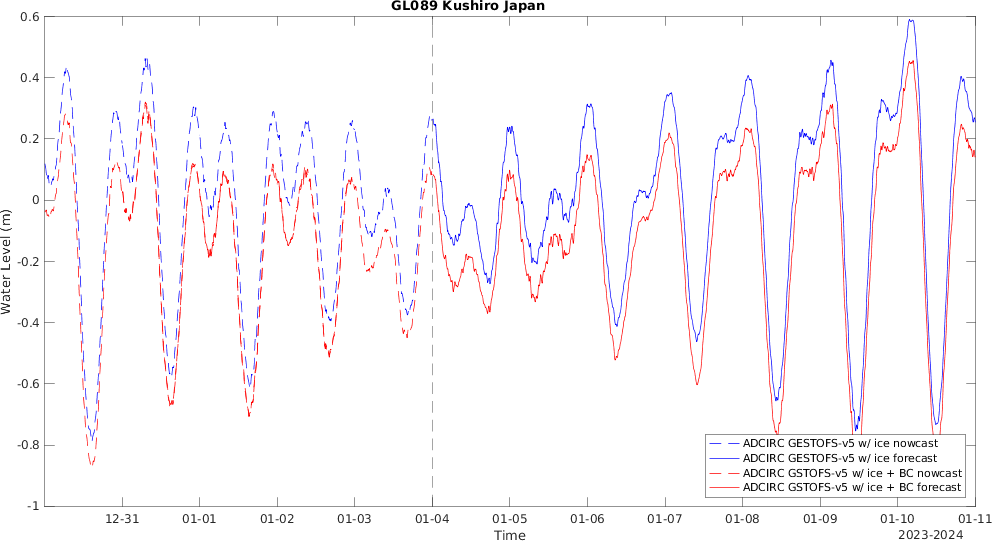 GL089 Kushiro Japan
0.6
0.4
0.2
0
-0.2
-0.4
-0.6
-0.8
-1
Water Level (m)
ADCIRC GESTOFS-v5 w/ ice nowcast
ADCIRC GESTOFS-v5 w/ ice forecast
ADCIRC GSTOFS-v5 w/ ice + BC nowcast
ADCIRC GSTOFS-v5 w/ ice + BC forecast
12-31 01-01 01-02 01-03 01-04 01-05 01-06 01-07 01-08 01-09 01-10 01-11
Time
2023-2024